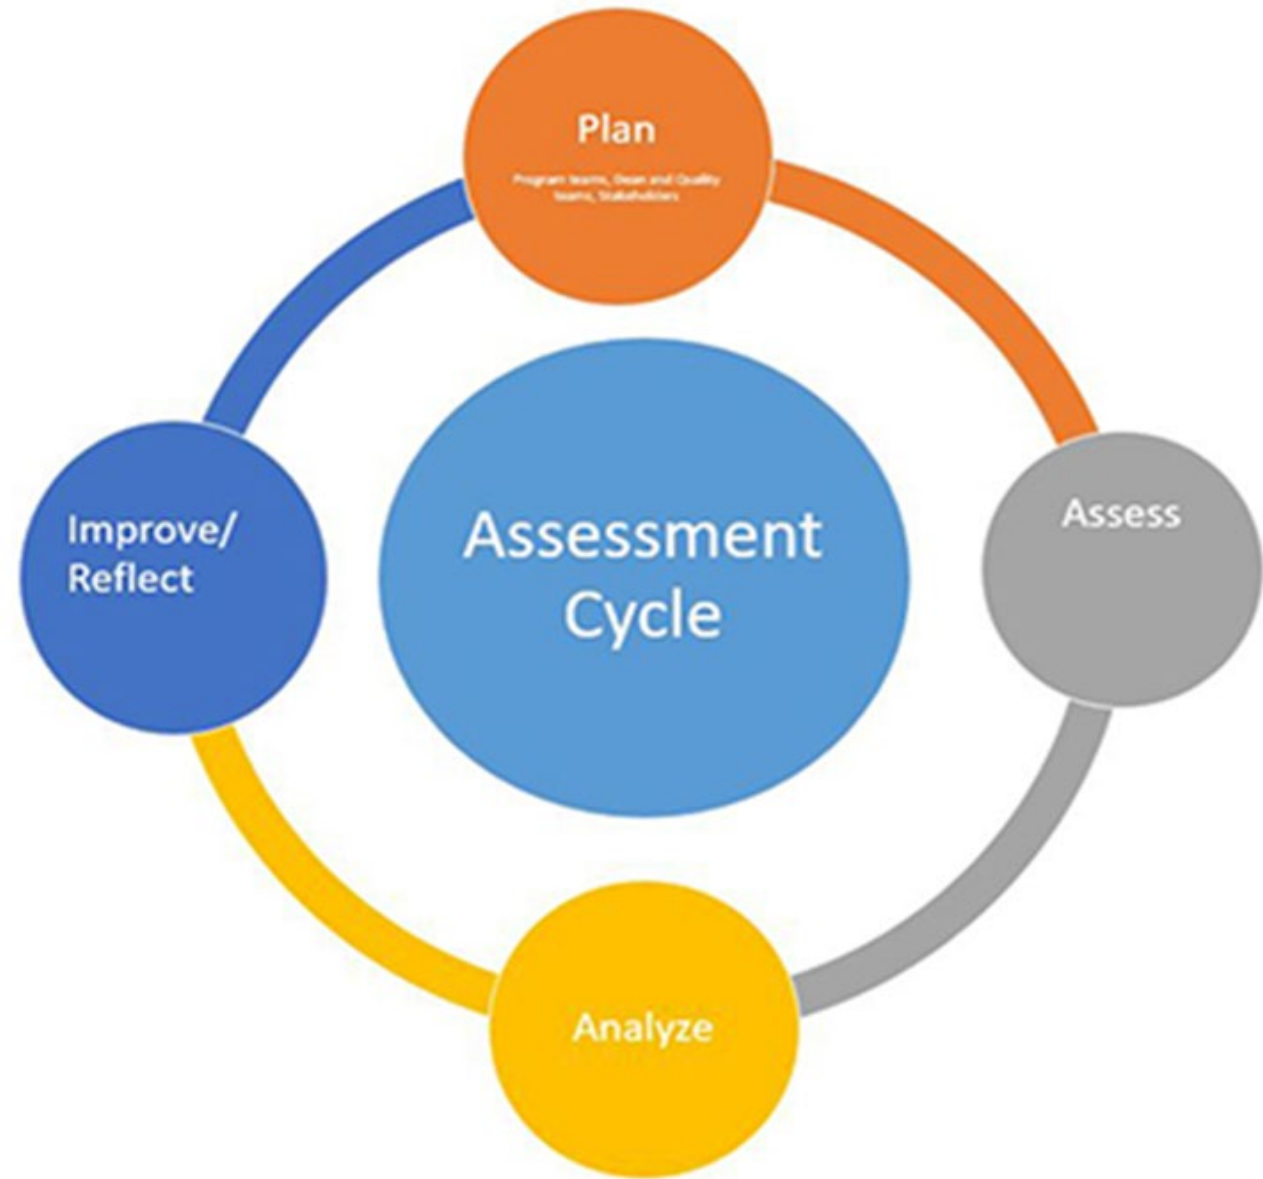 Plan
Program teams, Dean and Quality
teams, Stakeholders
Improve/
Reflect
Assessment
Cycle
Assess
Analyze